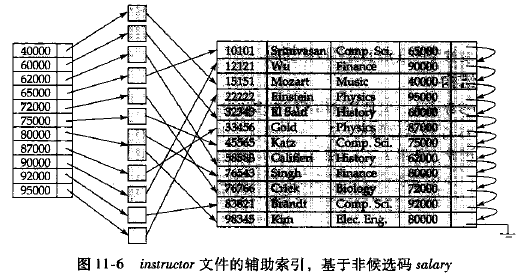 40000
60000
62000
65000
72000
75000
80000
87000
90000
92000
95000
10101 Srinivasan Comp. Sci. 65000
12121 Wu Finance 90000
15151 Mozart Music 40000
22222 Einstein Physics 95000
32343 El Said History 60000
33456 Gold Physics 87000
45565 Katz Comp. Sci. 75000
58583 Califieri History 62000
76543 Singh Finance 80000
76766 Crick Biology 72000
83821 Brandt Comp. Sci. 92000
98345 Kim Elec. Eng. 80000
图 11-6 instructor 文件的辅助索引，基于非候选码 salary